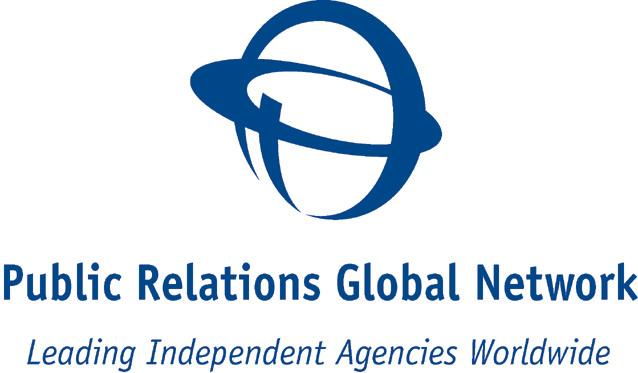 Public Relations Global Network
Leading Independent Agencies Worldwide